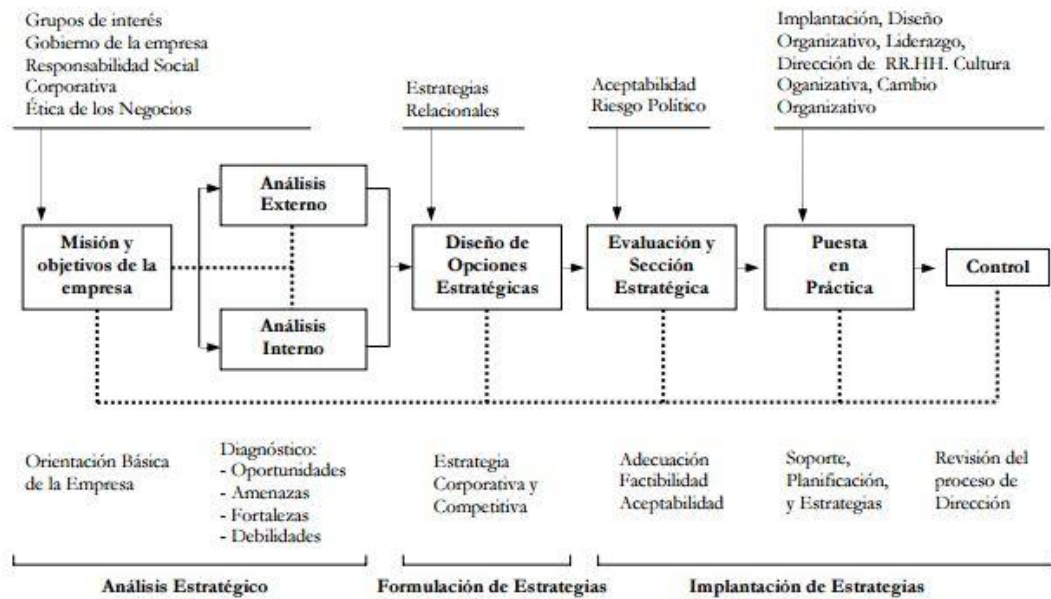 Grupos de interés
Gobierno de la empresa
Responsabilidad Social
Corporativa
Ética de los Negocios
Estrategias
Relacionales
Aceptabilidad
Riesgo Político
Implantación, Diseño
Organizativo, Liderazgo,
Dirección de RR.HH. Cultura
Oganizativa, Cambio
Organizativo
Misión y
objetivos de la
empresa
Análisis
Externo
Análisis
Interno
Diseño de
Opciones
Estratégicas
Evaluación y
Sección
Estratégica
Puesta
en
Práctica
Control
Orientación Básica
de la Empresa
Diagnóstico:
- Oportunidades
- Amenazas
- Fortalezas
- Debilidades
Estrategia
Corporativa y
Competitiva
Adecuación
Factibilidad
Aceptabilidad
Soporte,
Planificación,
y Estrategias
Revisión del
proceso de
Dirección
Análisis Estratégico
Formulación de Estrategias
Implantación de Estrategias